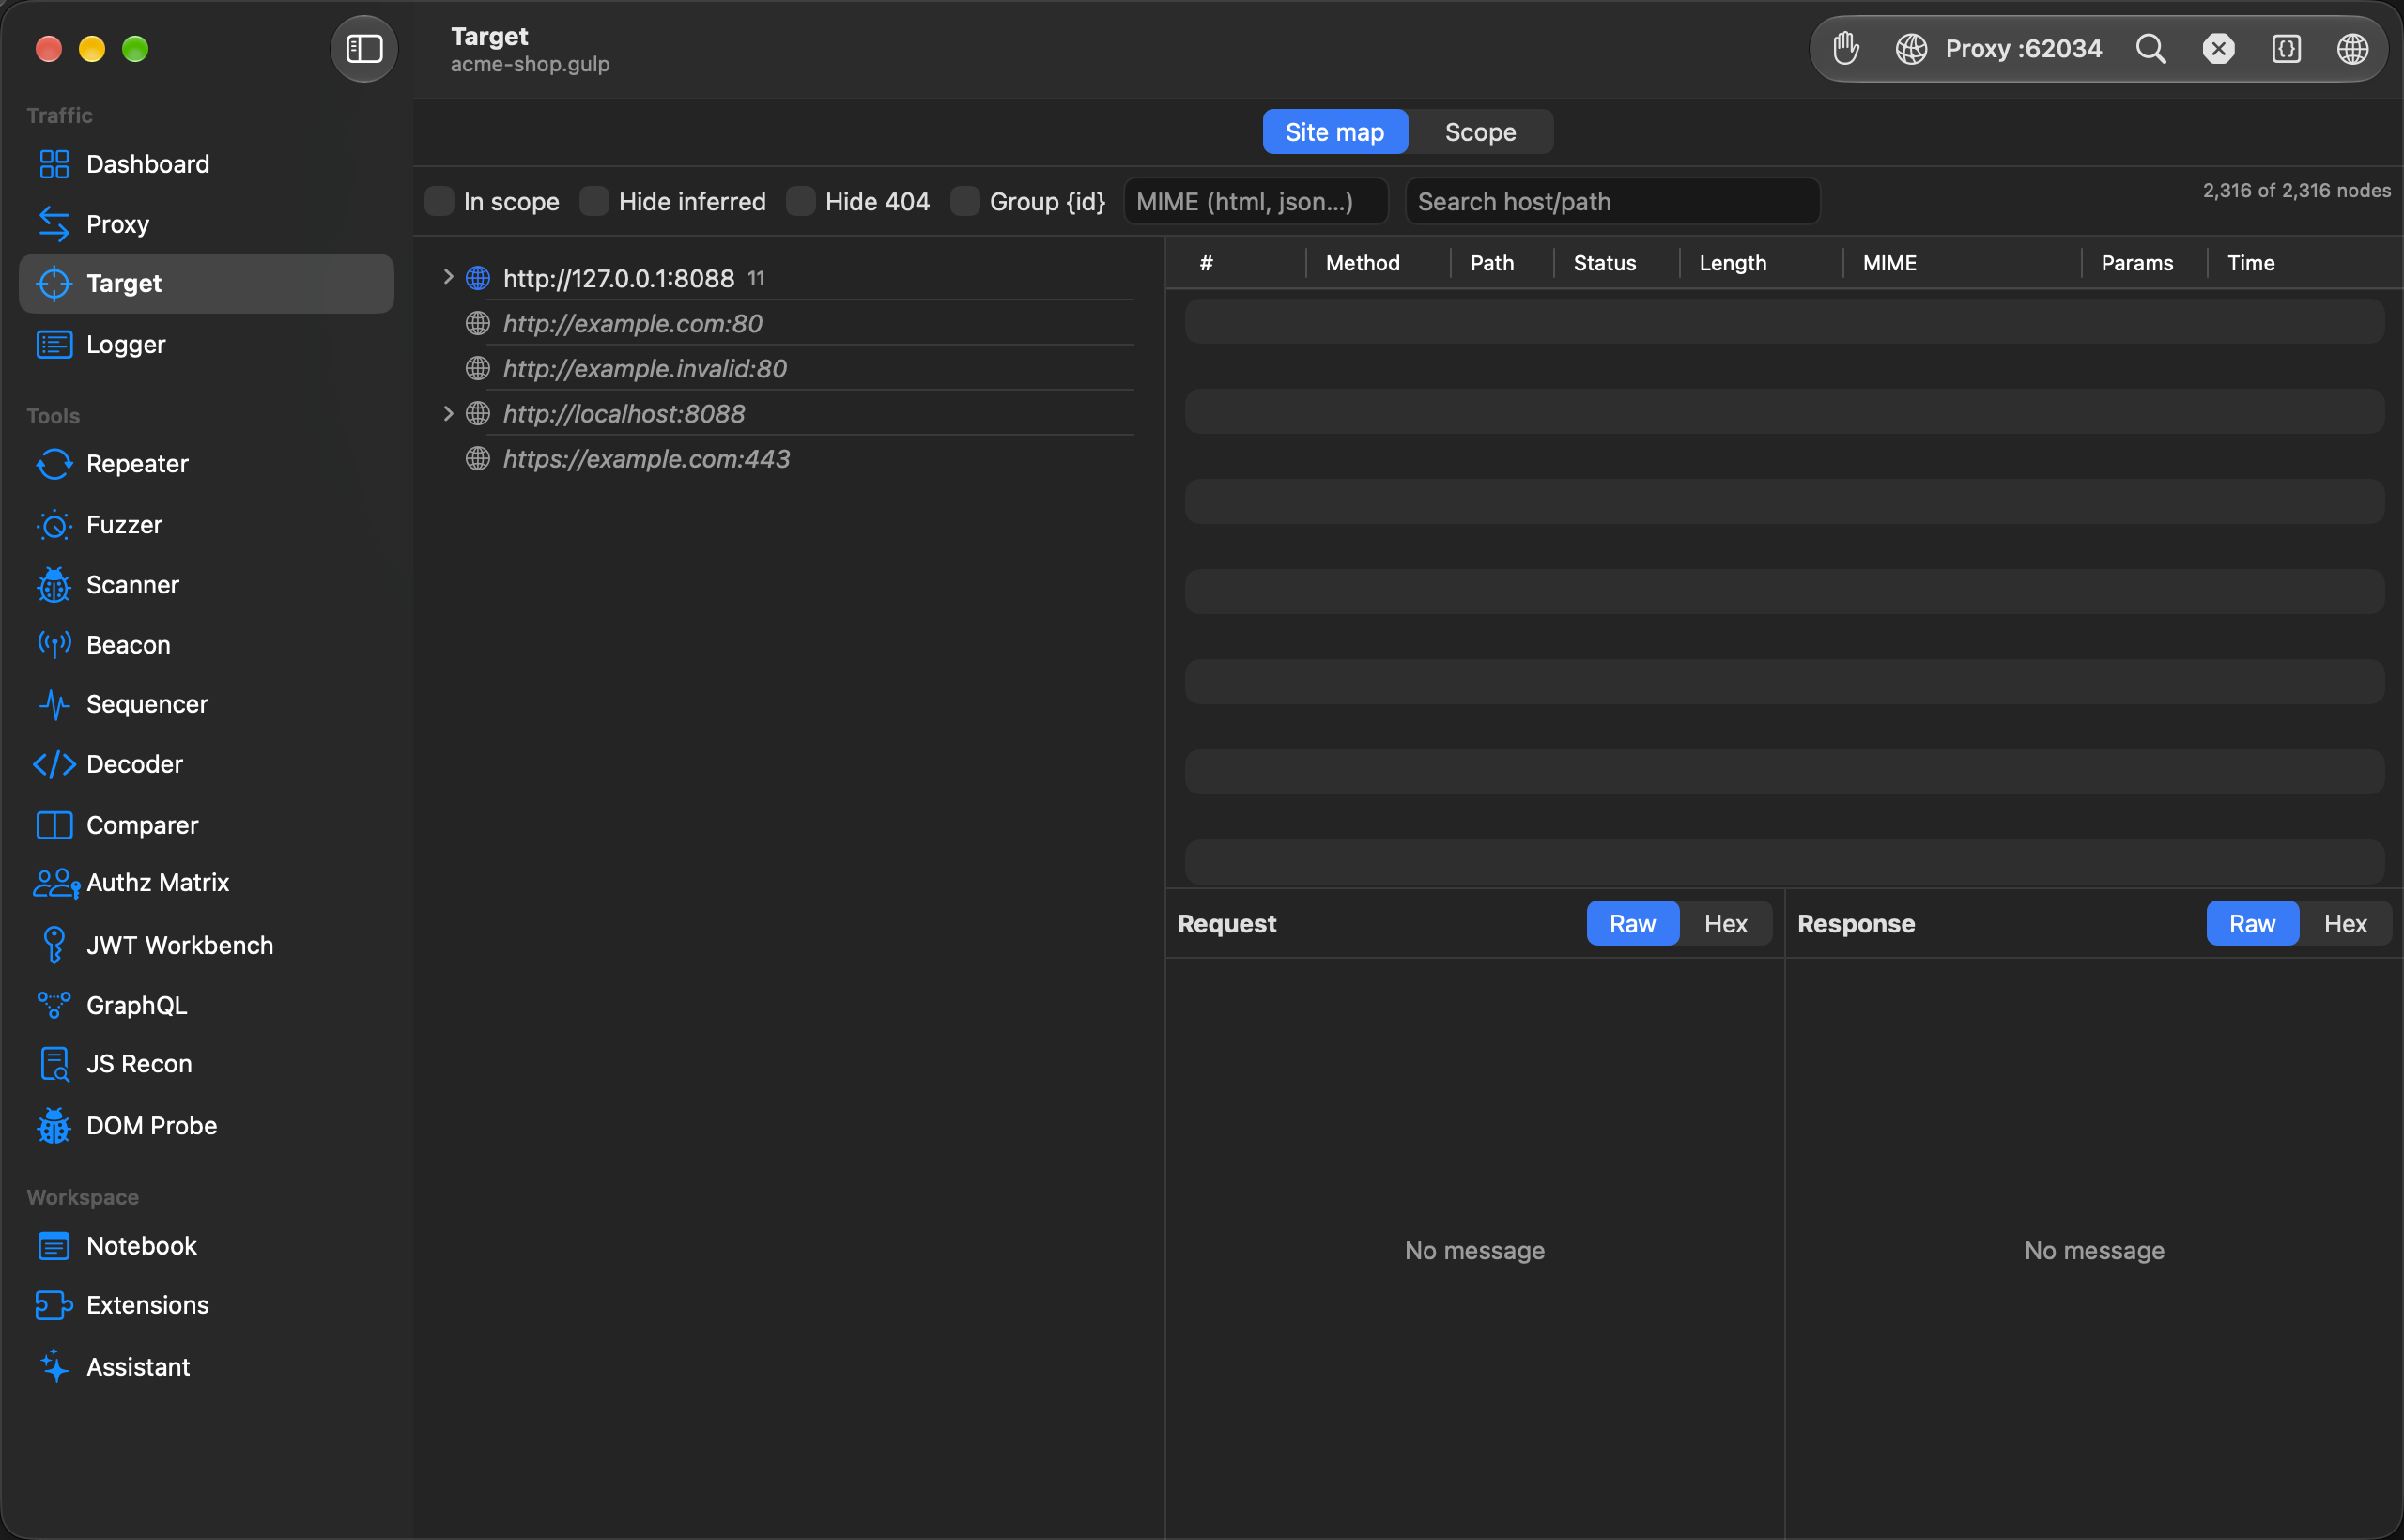 Target
acme-shop.gulp
Proxy :62034
Traffic
Dashboard
Proxy
Target
Logger
Tools
Repeater
Fuzzer
Scanner
Beacon
Sequencer
Decoder
Comparer
Authz Matrix
JWT Workbench
GraphQL
JS Recon
DOM Probe
Workspace
Notebook
Extensions
Assistant
Site map Scope
In scope Hide inferred Hide 404 Group {id} MIME (html, json...) Search host/path 2,316 of 2,316 nodes
http://127.0.0.1:8088 11
http://example.com:80
http://example.invalid:80
http://localhost:8088
https://example.com:443
# Method Path Status Length MIME Params Time
Request Raw Hex
No message
Response Raw Hex
No message